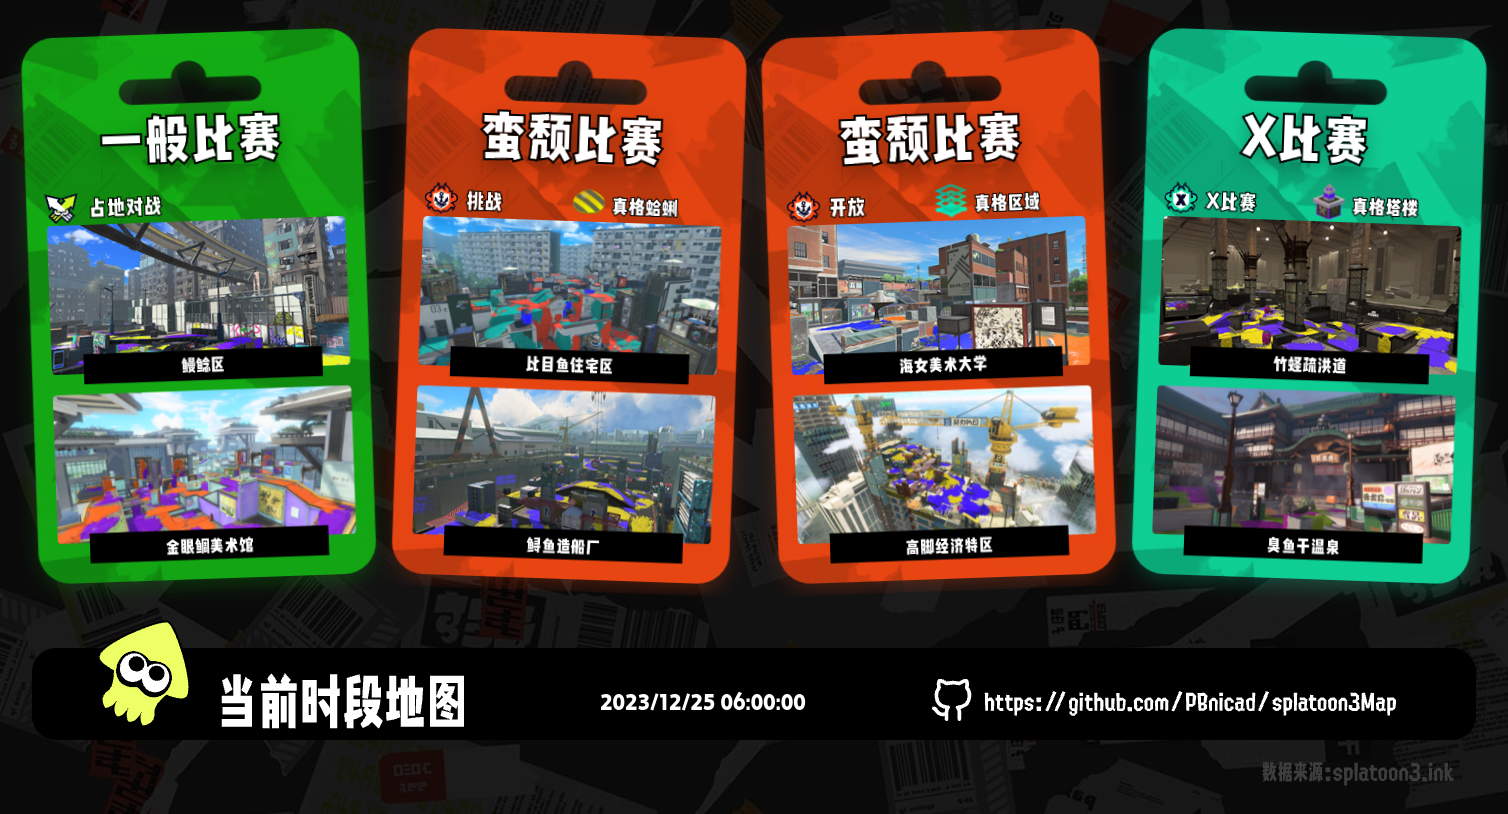 一般比赛
占地对战
鳗鲶区
金眼鲷美术馆
蛮颓比赛
挑战
真格蛤蜊
比目鱼住宅区
鲟鱼造船厂
蛮颓比赛
开放
真格区域
海女美术大学
高脚经济特区
X比赛
X比赛
真格塔楼
竹蛏疏洪道
臭鱼干温泉
当前时段地图
2023/12/25 06:00:00
https://github.com/PBnicad/splatoon3Map
数据来源:splatoon3.ink